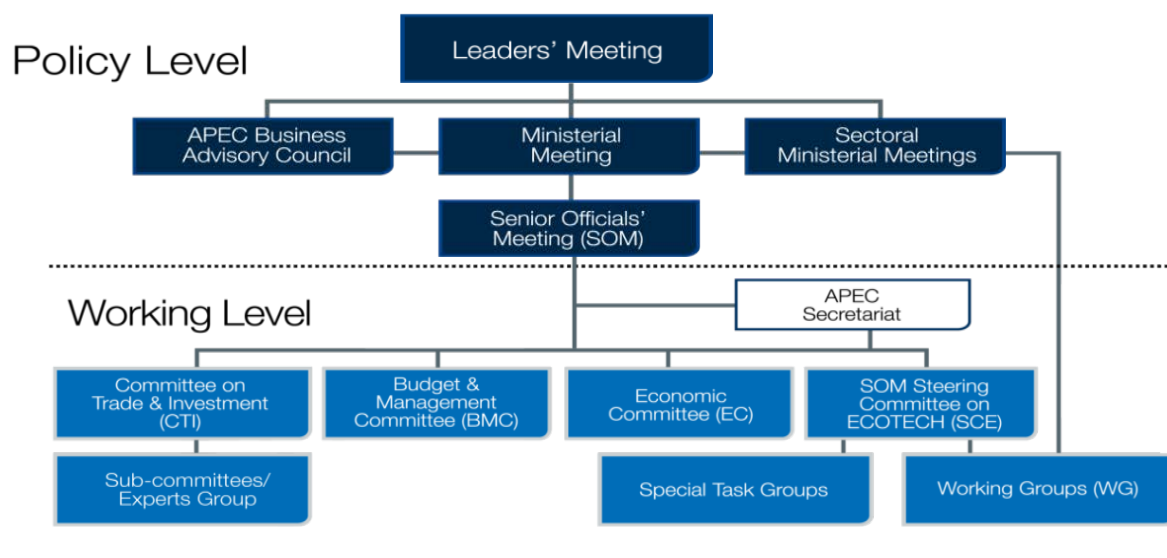 Policy Level
Leaders’ Meeting
APEC Business
Advisory Council
Ministerial
Meeting
Sectoral
Ministerial Meetings
Senior Officials’
Meeting (SOM)
Working Level
APEC
Secretariat
Committee on
Trade & Investment
(CTI)
Budget &
Management
Committee (BMC)
Economic
Committee (EC)
SOM Steering
Committee on
ECOTECH (SCE)
Sub-committees/
Experts Group
Special Task Groups
Working Groups (WG)